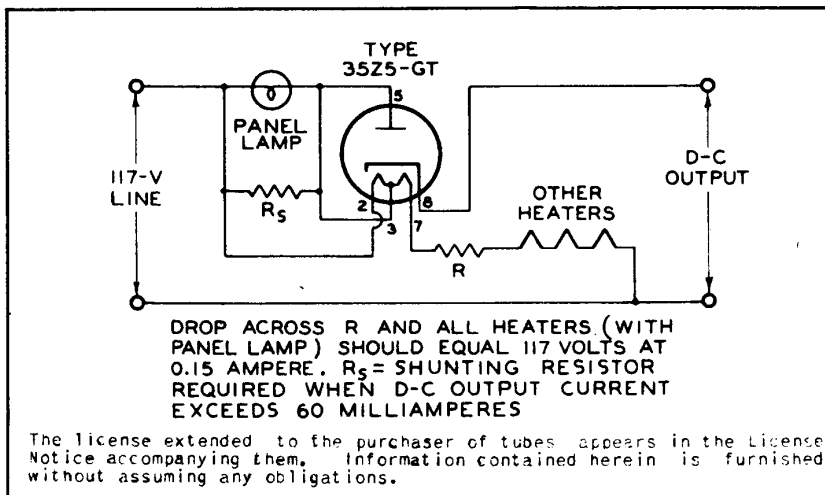 TYPE
35Z5-GT
5
PANEL
LAMP
117-V
LINE
D-C
OUTPUT
RS
2
3
7
8
OTHER
HEATERS
R
DROP ACROSS R AND ALL HEATERS (WITH
PANEL LAMP) SHOULD EQUAL 117 VOLTS AT
0.15 AMPERE. RS= SHUNTING RESISTOR
REQUIRED WHEN D-C OUTPUT CURRENT
EXCEEDS 60 MILLIAMPERES
The license extended to the purchaser of tubes appears in the License
Notice accompanying them. Information contained herein is furnished
without assuming any obligations.